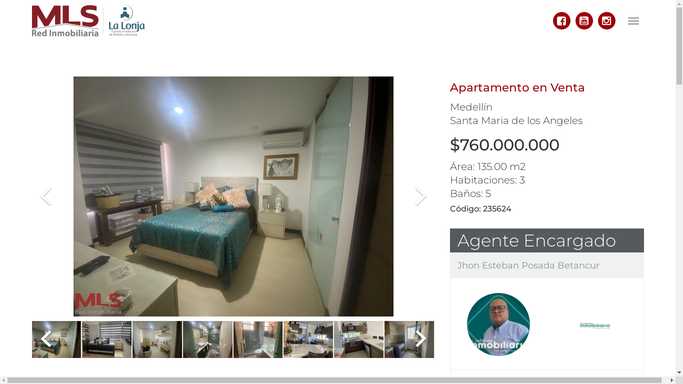 MLS
Red Inmobiliaria
La Lonja
Apartamento en Venta
Medellín
Santa Maria de los Angeles
$760.000.000
Área: 135.00 m2
Habitaciones: 3
Baños: 5
Código: 235624
MLS
Red Inmobiliaria
Agente Encargado
Jhon Esteban Posada Betancur